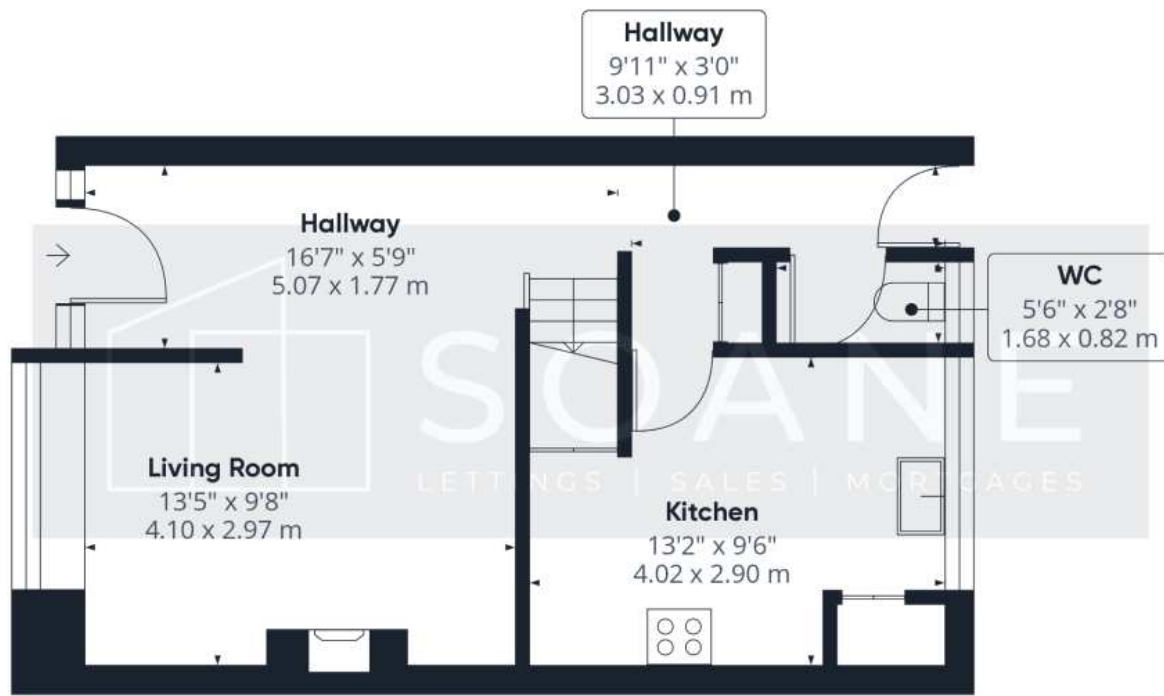 Hallway
9'11" x 3'0"
3.03 x 0.91 m
Hallway
16'7" x 5'9"
5.07 x 1.77 m
WC
5'6" x 2'8"
1.68 x 0.82 m
SOANE
LETTINGS | SALES | MORTGAGES
Living Room
13'5" x 9'8"
4.10 x 2.97 m
Kitchen
13'2" x 9'6"
4.02 x 2.90 m